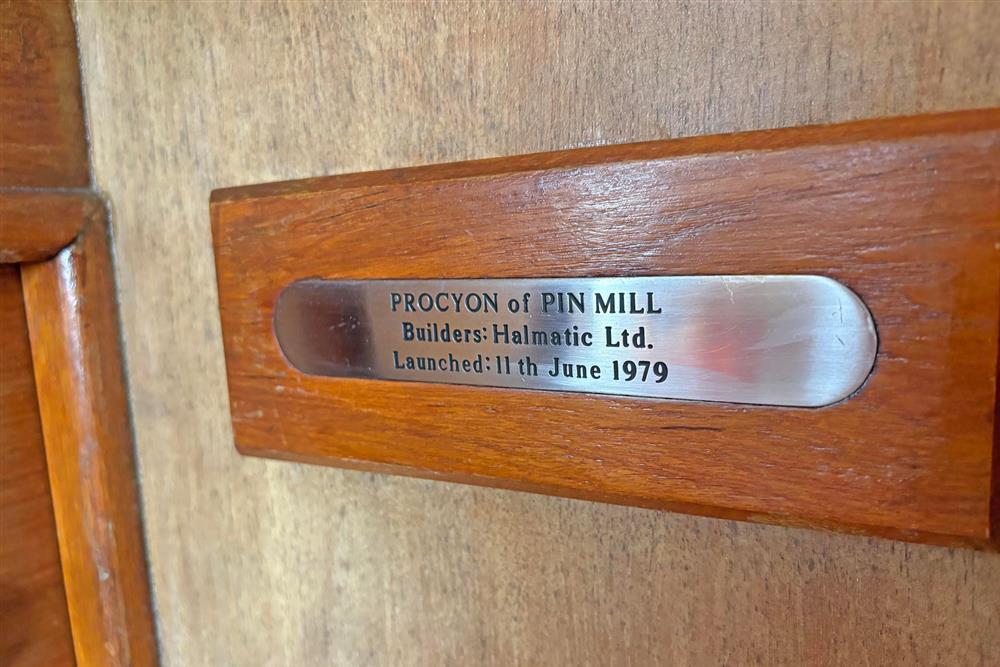 PROCYON of PIN MILL
Builders: Halmatic Ltd.
Launched: 11 th June 1979